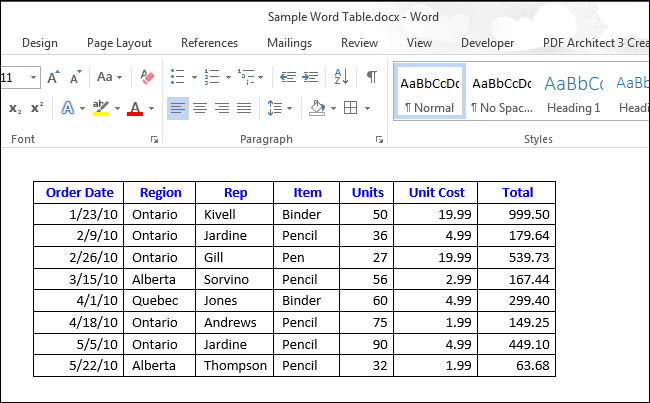 Sample Word Table.docx - Word
Design Page Layout References Mailings Review View Developer PDF Architect 3 Crea
11 A A Aa A
x₂ x² A ab A
AaBbCcDc AaBbCcDc AaBbCc AaBbC
¶ Normal ¶ No Spac... Heading 1 Headi
Font Paragraph Styles
Order Date Region Rep Item Units Unit Cost Total
1/23/10 Ontario Kivell Binder 50 19.99 999.50
2/9/10 Ontario Jardine Pencil 36 4.99 179.64
2/26/10 Ontario Gill Pen 27 19.99 539.73
3/15/10 Alberta Sorvino Pencil 56 2.99 167.44
4/1/10 Quebec Jones Binder 60 4.99 299.40
4/18/10 Ontario Andrews Pencil 75 1.99 149.25
5/5/10 Ontario Jardine Pencil 90 4.99 449.10
5/22/10 Alberta Thompson Pencil 32 1.99 63.68